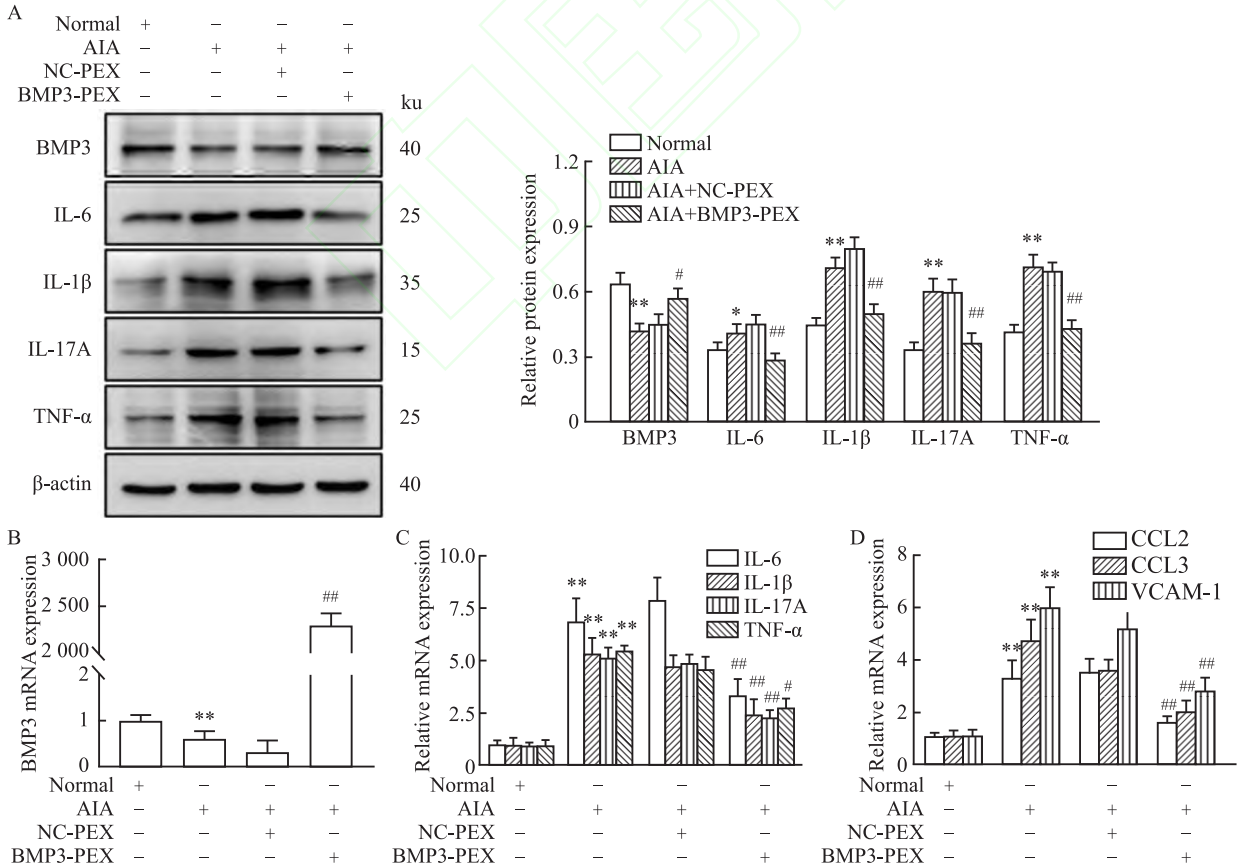 A
Normal + − − −
AIA − + + +
NC-PEX − − + −
BMP3-PEX − − − +
ku
BMP3 40
IL-6 25
IL-1β 35
IL-17A 15
TNF-α 25
β-actin 40
Relative protein expression
1.2
0.9
0.6
0.3
0
Normal
AIA
AIA+NC-PEX
AIA+BMP3-PEX
** #
* ##
** ##
** ##
** ##
BMP3 IL-6 IL-1β IL-17A TNF-α
B
BMP3 mRNA expression
3 000
2 500
2 000
2
1
0
**
##
Normal + − − −
AIA − + + +
NC-PEX − − + −
BMP3-PEX − − − +
C
Relative mRNA expression
10.0
7.5
5.0
2.5
0
IL-6
IL-1β
IL-17A
TNF-α
** ** ** **
## ## ## #
Normal + − − −
AIA − + + +
NC-PEX − − + −
BMP3-PEX − − − +
D
Relative mRNA expression
8
6
4
2
0
CCL2
CCL3
VCAM-1
** ** **
## ## ##
Normal + − − −
AIA − + + +
NC-PEX − − + −
BMP3-PEX − − − +